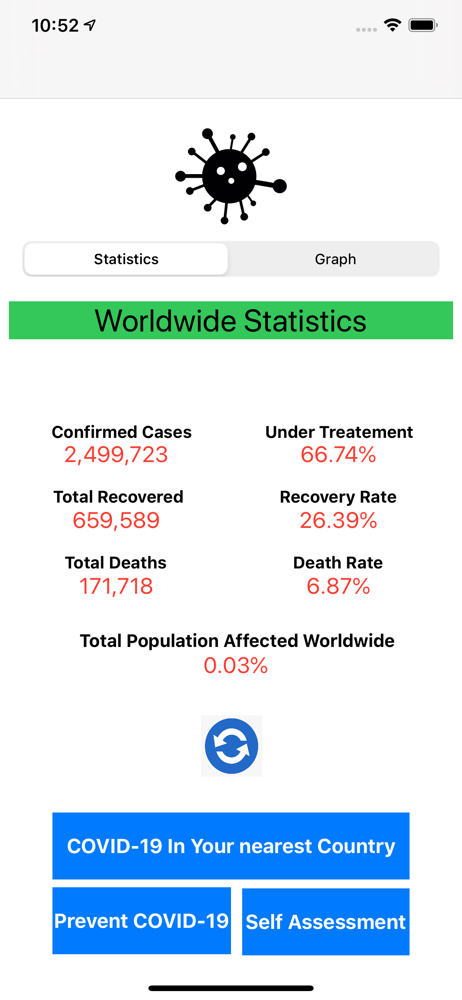 10:52
Statistics
Graph
Worldwide Statistics
Confirmed Cases
Under Treatement
2,499,723
66.74%
Total Recovered
Recovery Rate
659,589
26.39%
Total Deaths
Death Rate
171,718
6.87%
Total Population Affected Worldwide
0.03%
COVID-19 In Your nearest Country
Prevent COVID-19
Self Assessment